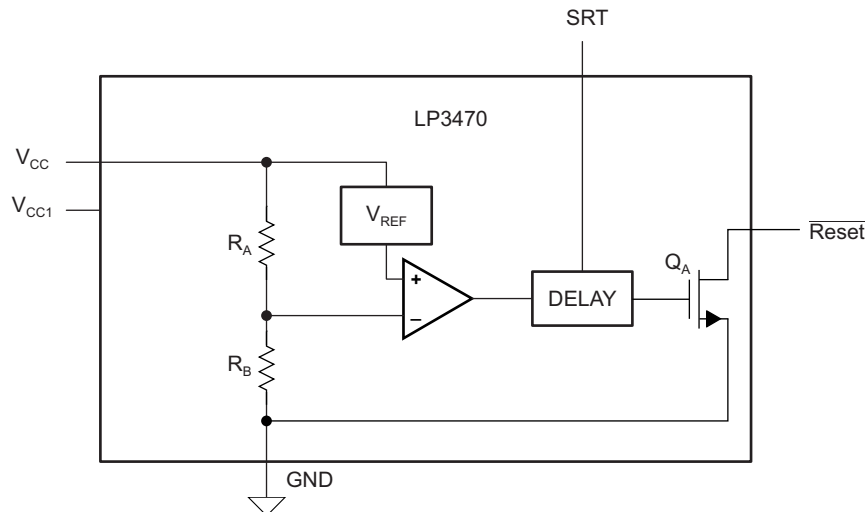 SRT
LP3470
VCC
VCC1
VREF
RA
Reset
QA
+
DELAY
−
RB
GND